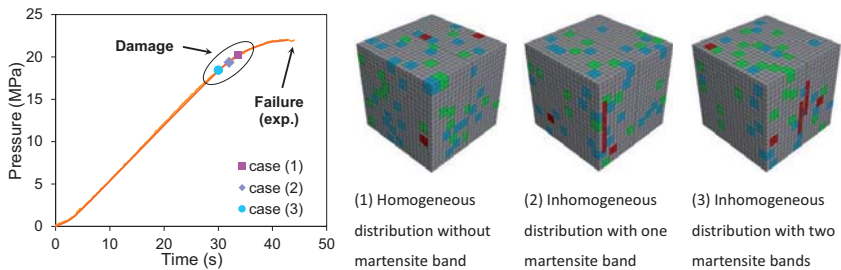 25
20
15
10
5
0
Pressure (MPa)
Damage
Failure
(exp.)
case (1)
case (2)
case (3)
0 10 20 30 40 50
Time (s)
(1) Homogeneous
distribution without
martensite band
(2) Inhomogeneous
distribution with one
martensite band
(3) Inhomogeneous
distribution with two
martensite bands